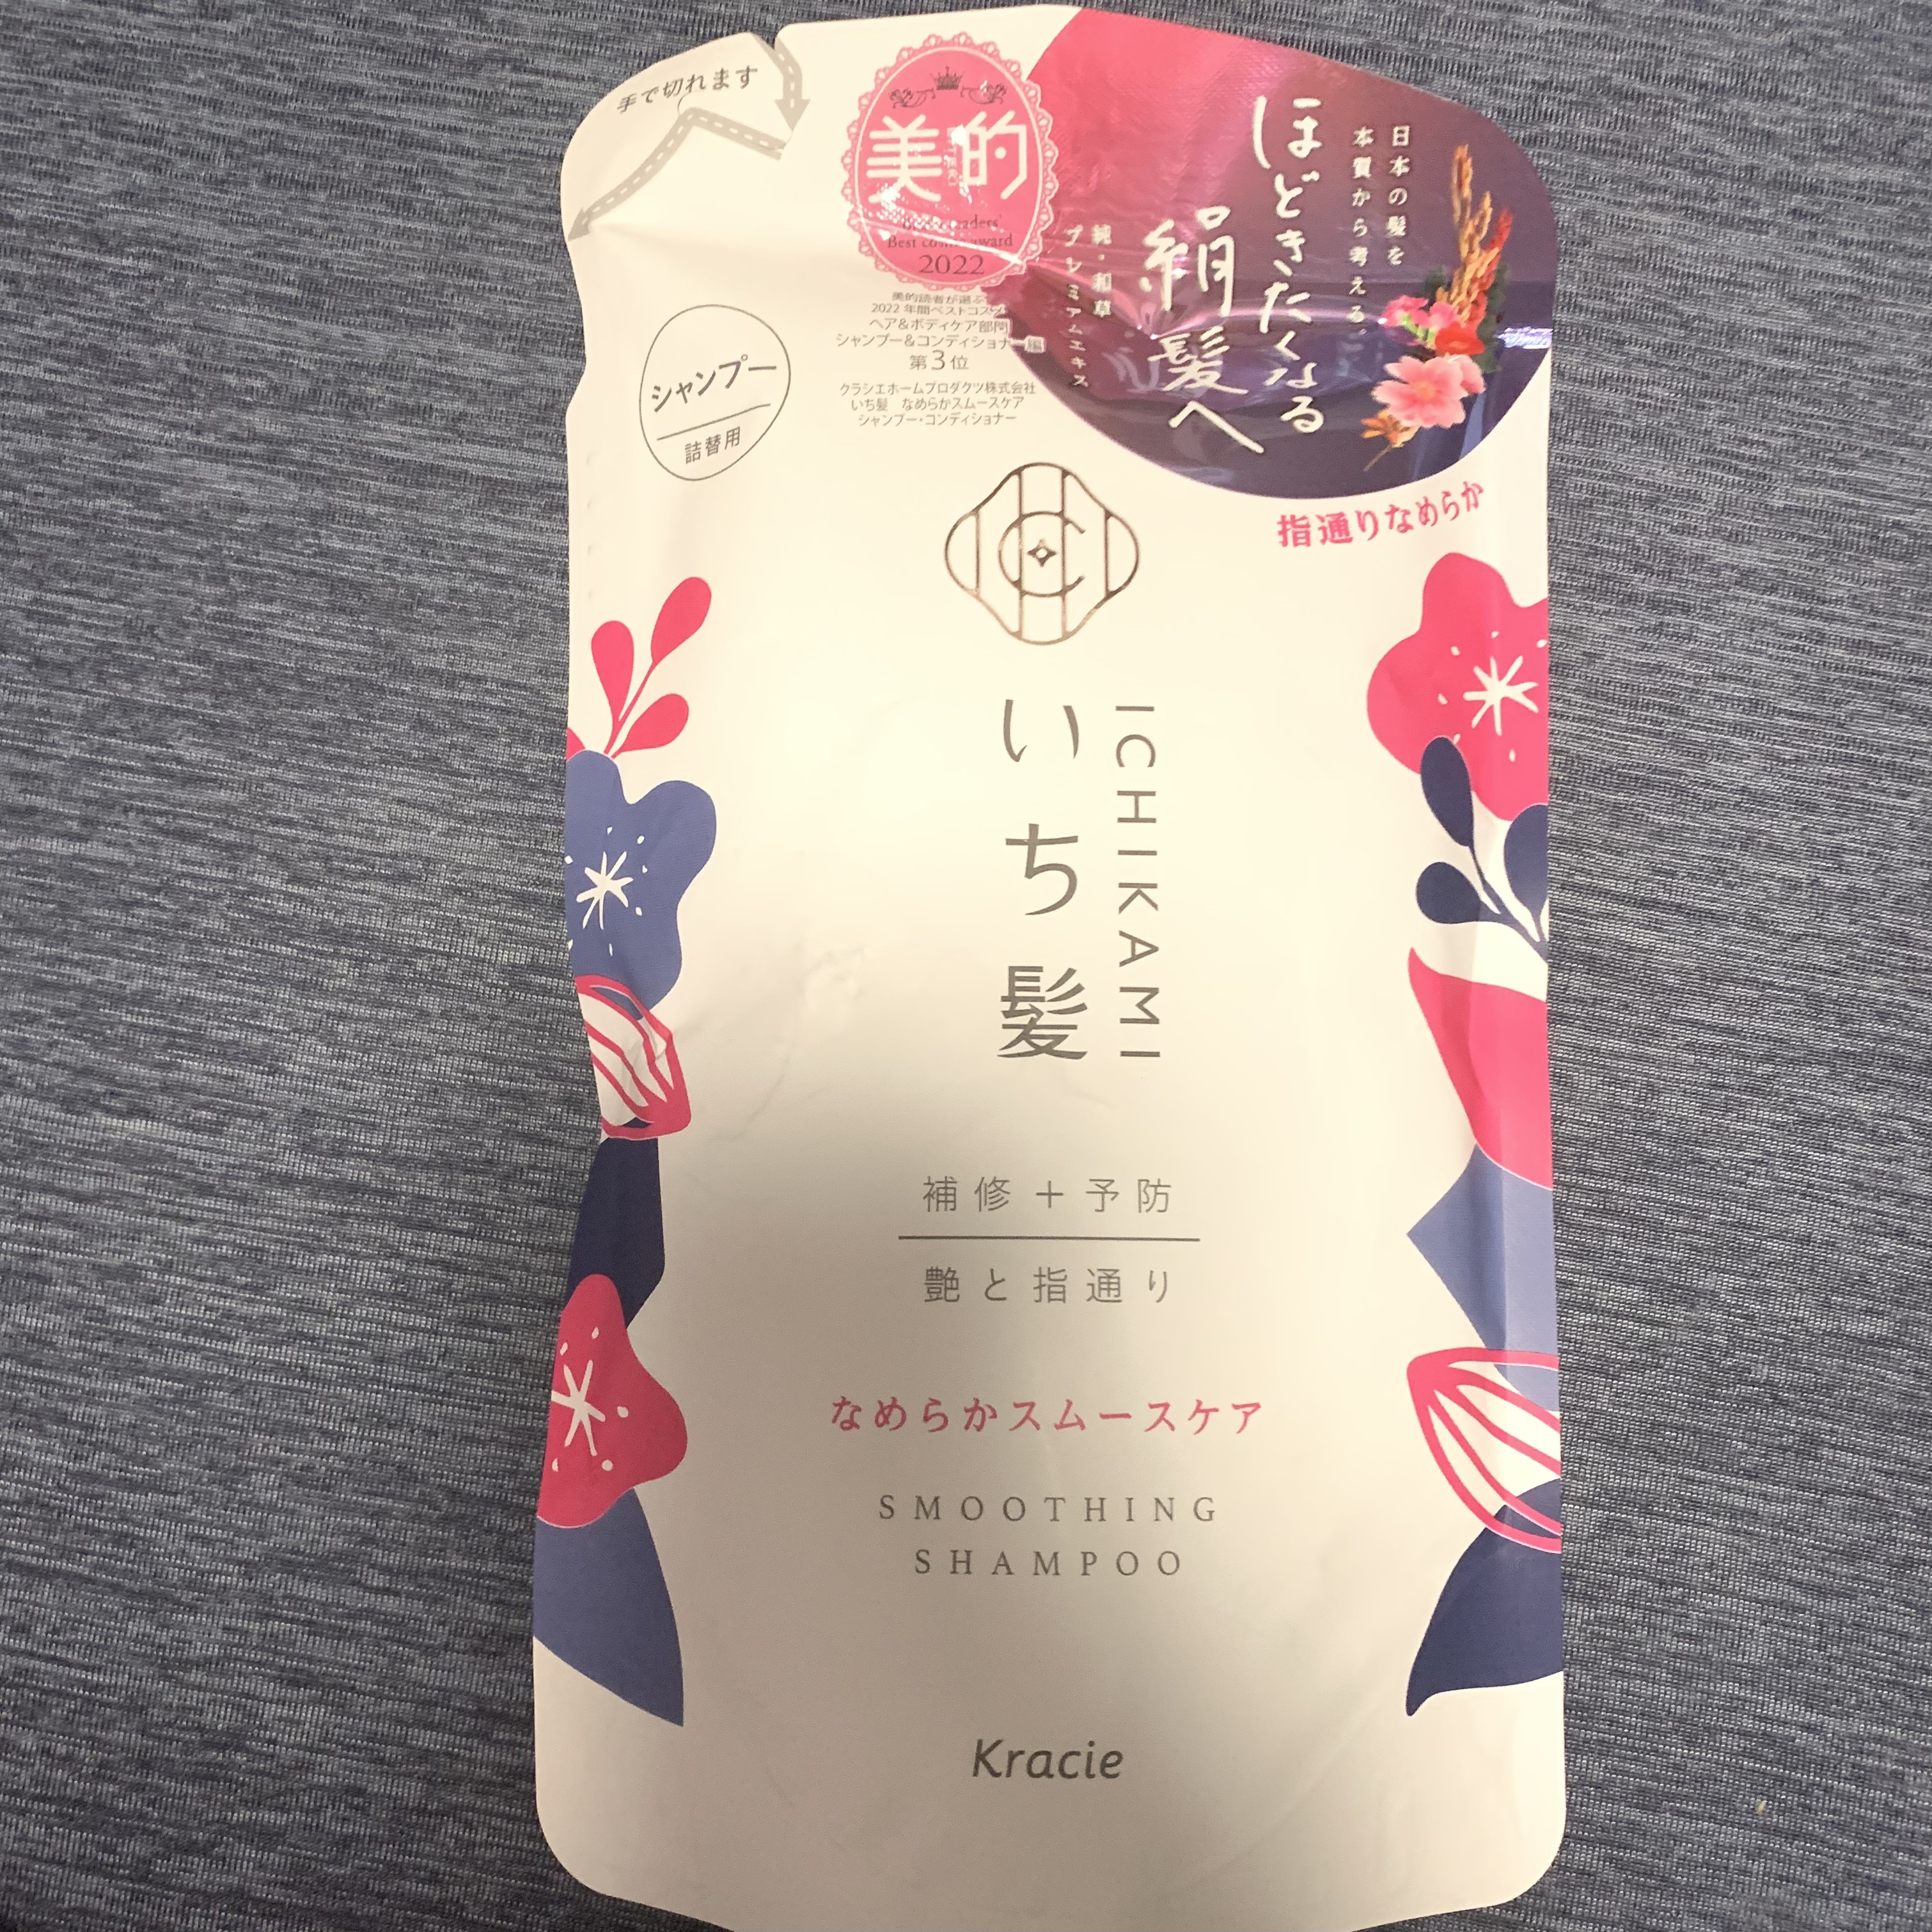 手で切れます
美的
Best cosme award
2022
美的読者が選ぶ
2022 年間ベストコスメ
ヘア&ボディケア部門
シャンプー&コンディショナー編
第3位
クラシエホームプロダクツ株式会社
いち髪 なめらかスムースケア
シャンプー・コンディショナー
日本の髪を
本質から考える。
ほどきたくなる
絹髪へ
純・和草
プレミアムエキス
シャンプー
詰替用
指通りなめらか
いち髪
ICHIKAMI
補修+予防
艶と指通り
なめらかスムースケア
SMOOTHING
SHAMPOO
Kracie